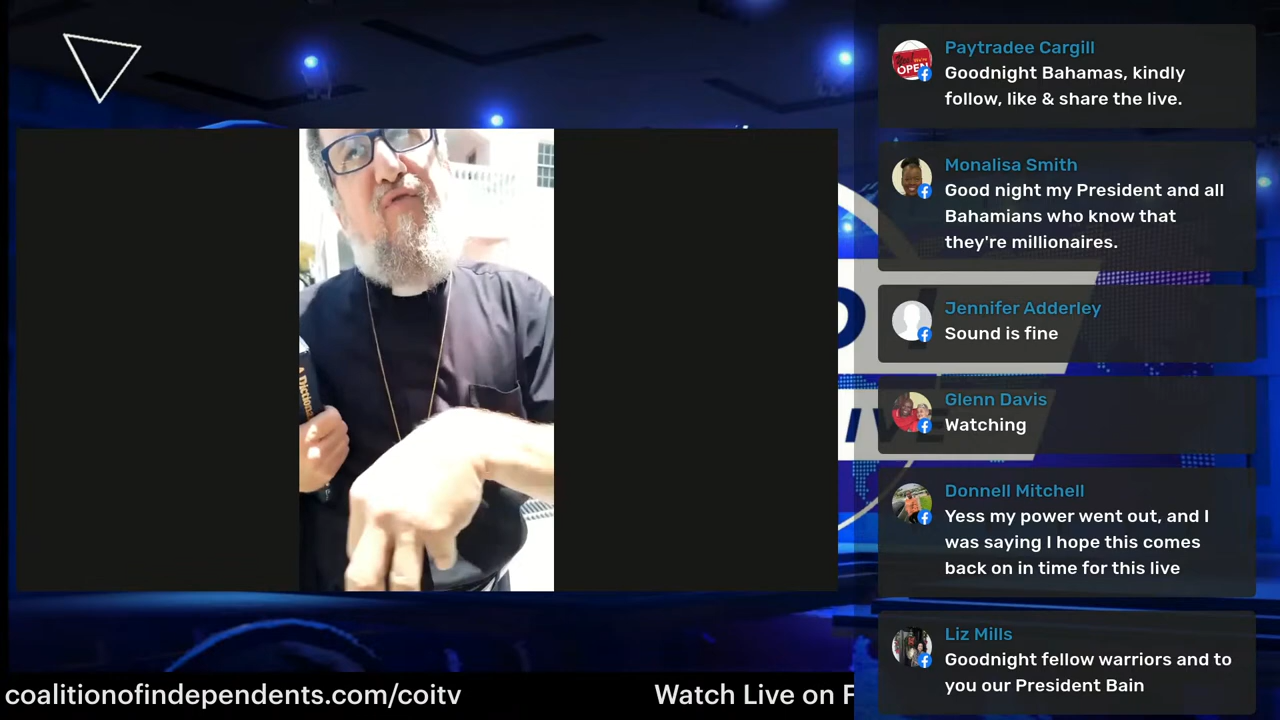 Paytradee Cargill
Goodnight Bahamas, kindly
follow, like & share the live.
Monalisa Smith
Good night my President and all
Bahamians who know that
they're millionaires.
Jennifer Adderley
Sound is fine
Glenn Davis
Watching
Donnell Mitchell
Yess my power went out, and I
was saying I hope this comes
back on in time for this live
Liz Mills
Goodnight fellow warriors and to
you our President Bain
OPEN
A Diction
coalitionofindependents.com/coitv
Watch Live on F